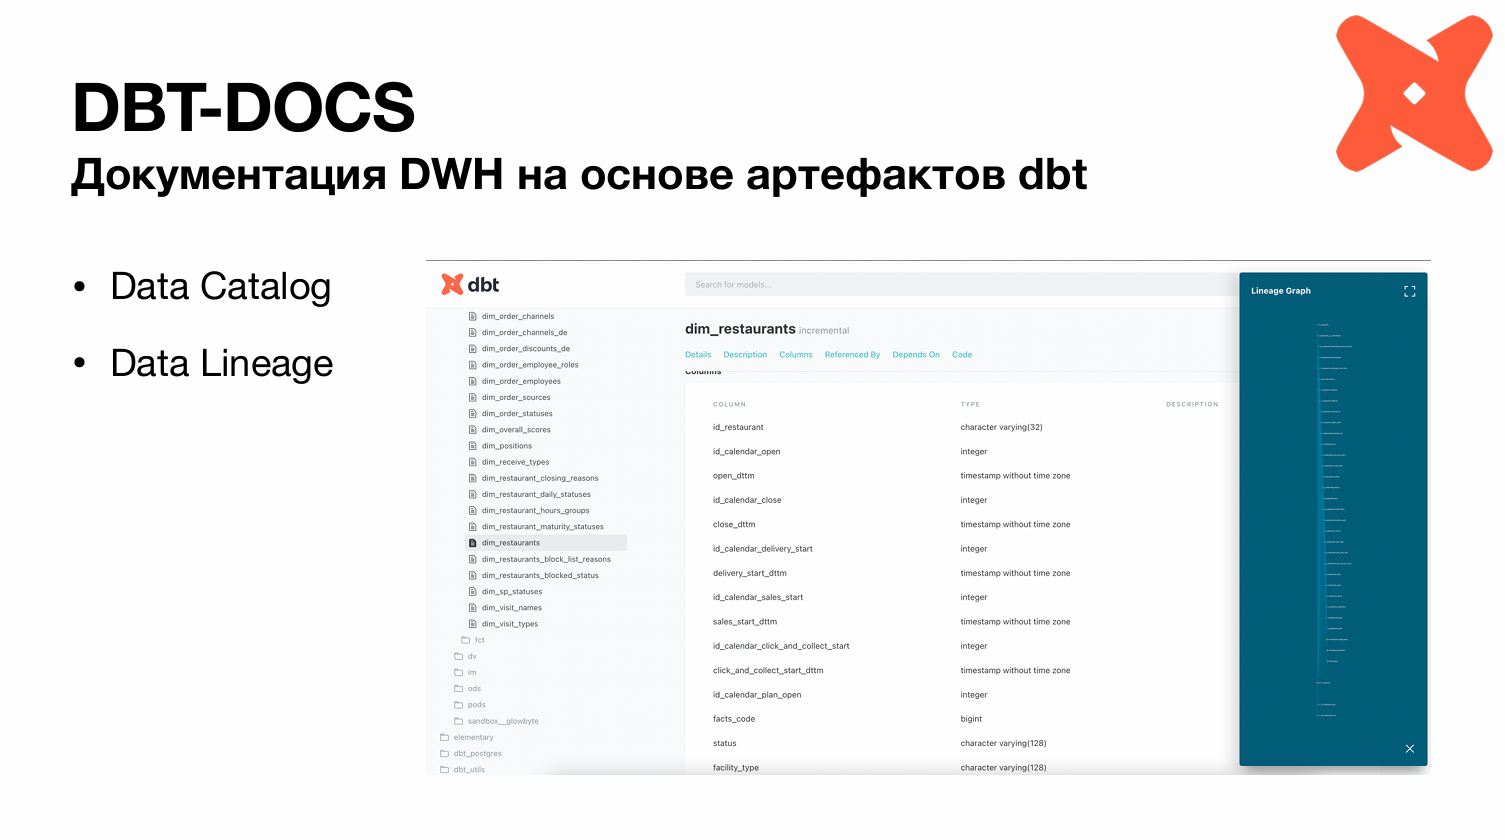 DBT-DOCS
Документация DWH на основе артефактов dbt
• Data Catalog
• Data Lineage
dbt
Search for models...
dim_order_channels
dim_order_channels_de
dim_order_discounts_de
dim_order_employee_roles
dim_order_employees
dim_order_sources
dim_order_statuses
dim_overall_scores
dim_positions
dim_receive_types
dim_restaurant_closing_reasons
dim_restaurant_daily_statuses
dim_restaurant_hours_groups
dim_restaurant_maturity_statuses
dim_restaurants
dim_restaurants_block_list_reasons
dim_restaurants_blocked_status
dim_sp_statuses
dim_visit_names
dim_visit_types
fct
dv
im
ods
pods
sandbox__glowbyte
elementary
dbt_postgres
dbt_utils
dim_restaurants incremental
Details Description Columns Referenced By Depends On Code
Columns
COLUMN TYPE DESCRIPTION
id_restaurant character varying(32)
id_calendar_open integer
open_dttm timestamp without time zone
id_calendar_close integer
close_dttm timestamp without time zone
id_calendar_delivery_start integer
delivery_start_dttm timestamp without time zone
id_calendar_sales_start integer
sales_start_dttm timestamp without time zone
id_calendar_click_and_collect_start integer
click_and_collect_start_dttm timestamp without time zone
id_calendar_plan_open integer
facts_code bigint
status character varying(128)
facility_type character varying(128)
Lineage Graph